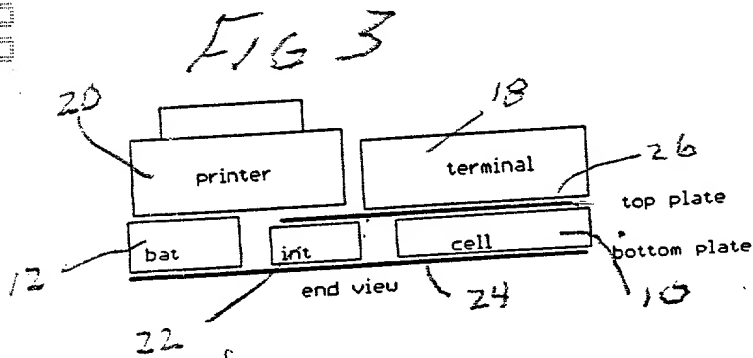 FIG 3
20
18
printer
terminal
26
top plate
12
bat
int
cell
bottom plate
end view
24
10
22